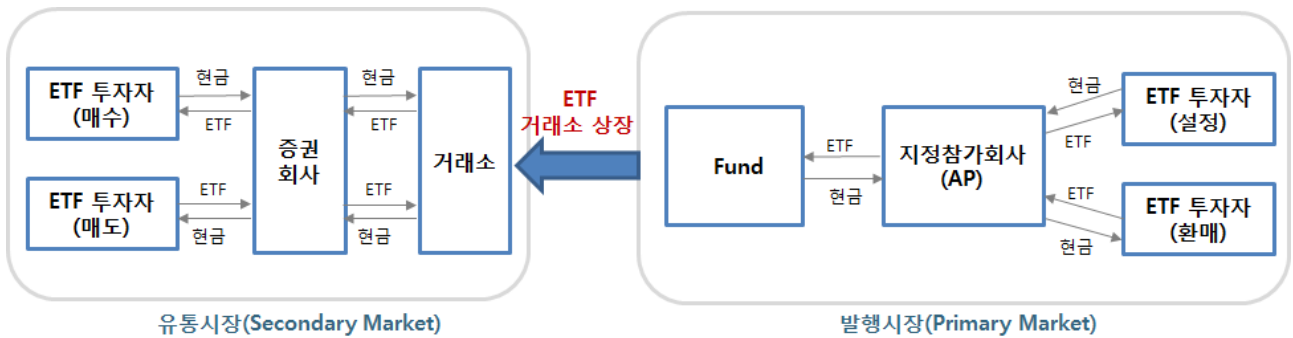 ETF 투자자
(매수)
현금
ETF
증권
회사
현금
ETF
거래소
ETF 투자자
(매도)
ETF
현금
ETF
현금
유통시장(Secondary Market)
ETF
거래소 상장
Fund
ETF
현금
지정참가회사
(AP)
현금
ETF
ETF 투자자
(설정)
ETF
현금
ETF 투자자
(환매)
발행시장(Primary Market)